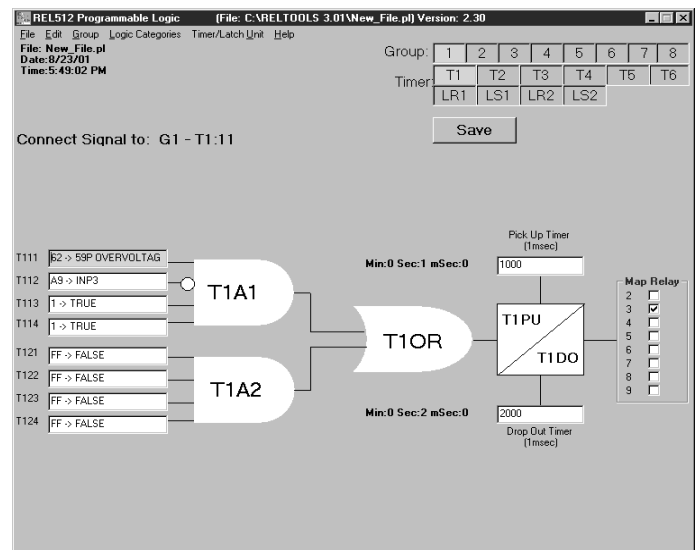 REL512 Programmable Logic (File: C:\RELTOOLS 3.01\New_File.pl) Version: 2.30
File Edit Group Logic Categories Timer/Latch Unit Help
File: New_File.pl
Date:8/23/01
Time:5:49:02 PM
Group: 1 2 3 4 5 6 7 8
Timer: T1 T2 T3 T4 T5 T6
LR1 LS1 LR2 LS2
Save
Connect Signal to: G1 - T1:11
T111 62 -> 59P OVERVOLTAG
T112 A9 -> INP3
T113 1 -> TRUE
T114 1 -> TRUE
T1A1
T121 FF -> FALSE
T122 FF -> FALSE
T123 FF -> FALSE
T124 FF -> FALSE
T1A2
T1OR
Pick Up Timer
(1msec)
Min:0 Sec:1 mSec:0 1000
T1PU
T1DO
Min:0 Sec:2 mSec:0 2000
Drop Out Timer
(1msec)
Map Relay
2
3
4
5
6
7
8
9